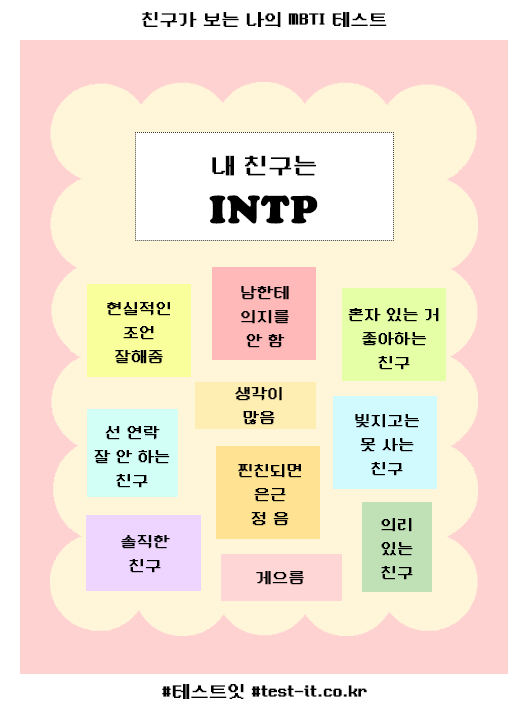 친구가 보는 나의 MBTI 테스트
내 친구는
INTP
현실적인
조언
잘해줌
남한테
의지를
안 함
혼자 있는 거
좋아하는
친구
생각이
많음
선 연락
잘 안 하는
친구
빚지고는
못 사는
친구
찐친되면
은근
정 음
솔직한
친구
의리
있는
친구
게으름
#테스트잇 #test-it.co.kr